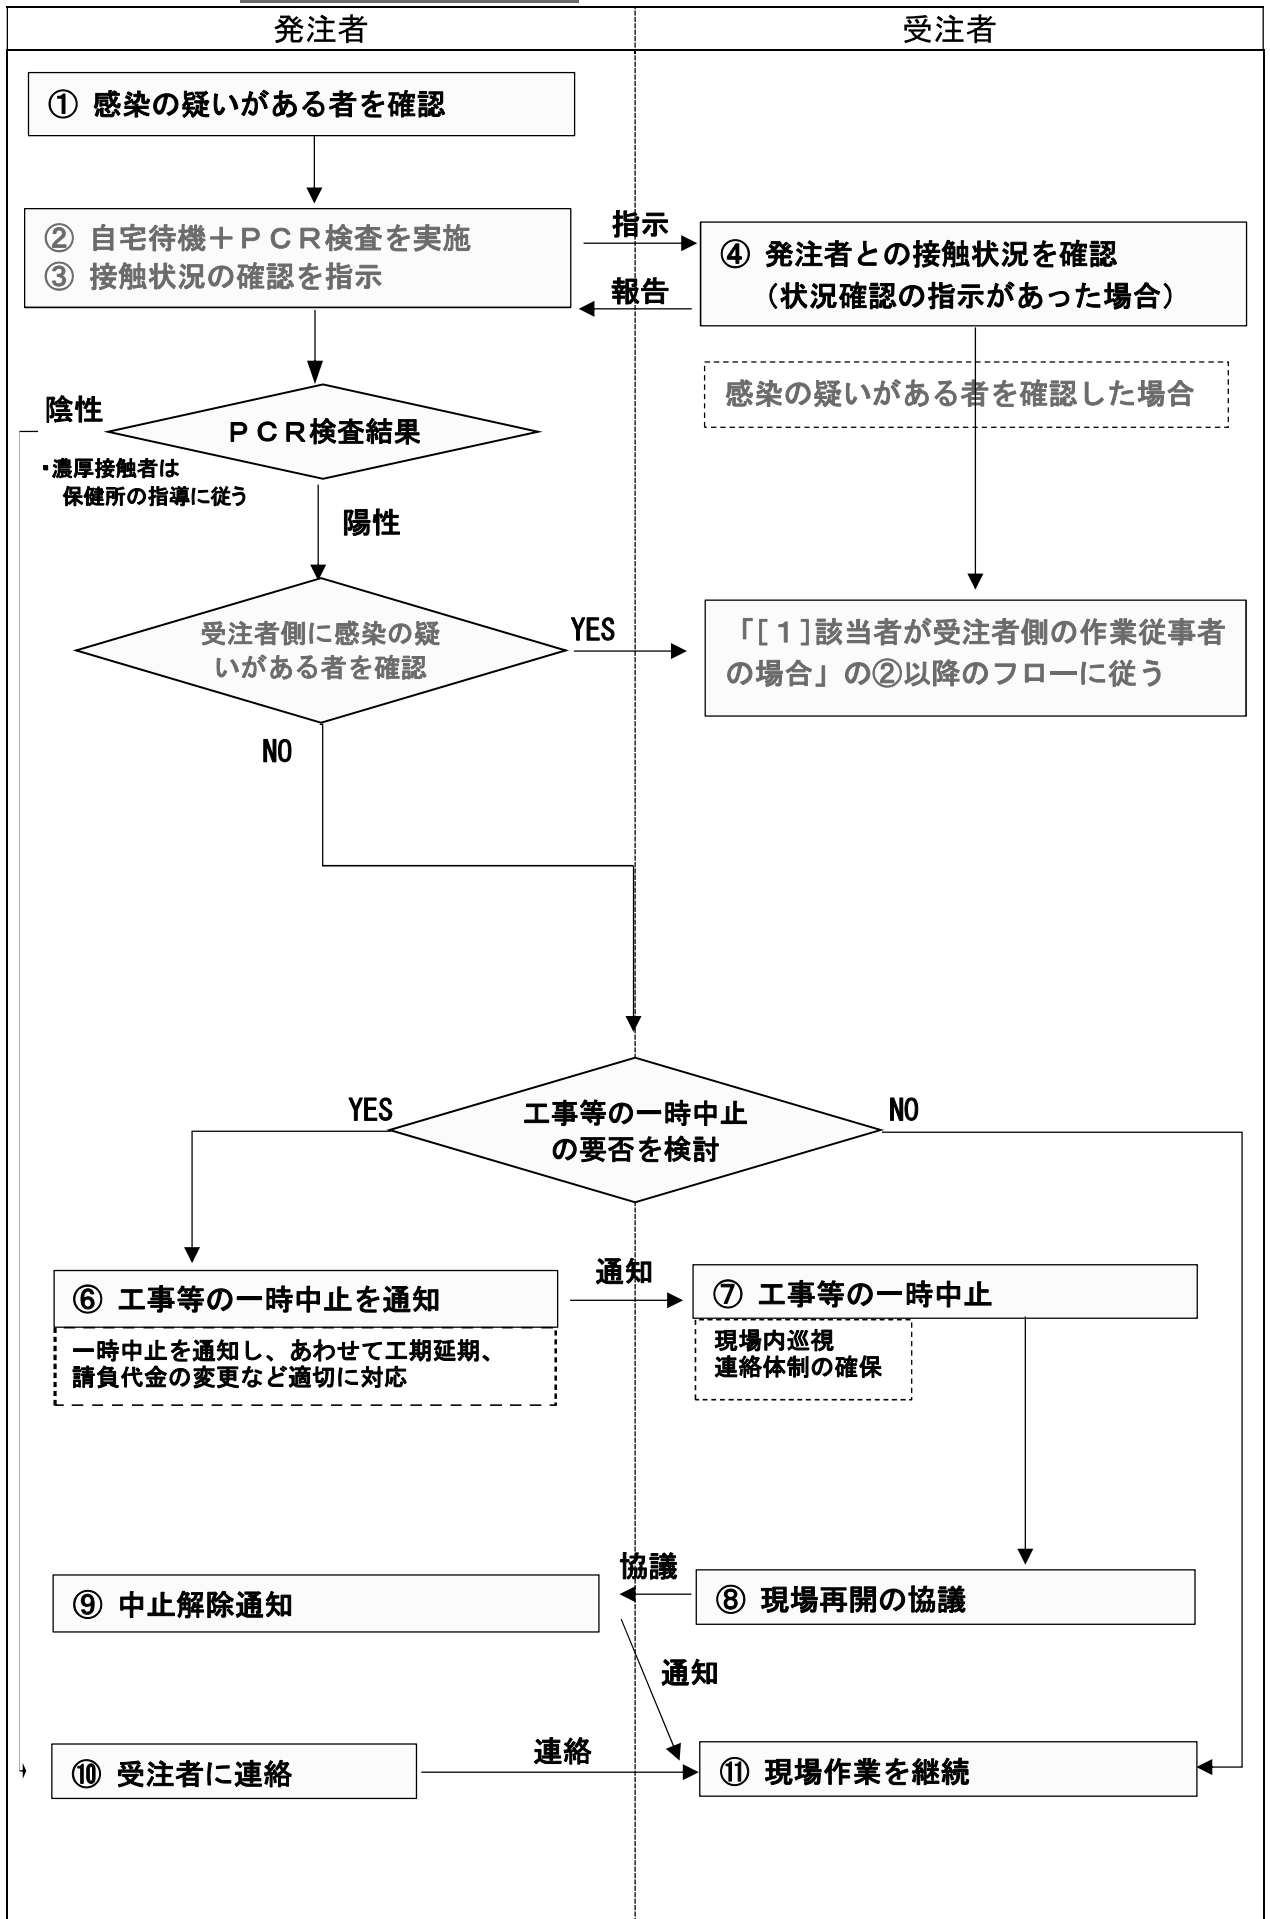 発注者
受注者
① 感染の疑いがある者を確認
② 自宅待機＋ＰＣＲ検査を実施
③ 接触状況の確認を指示
指示
報告
④ 発注者との接触状況を確認
（状況確認の指示があった場合）
感染の疑いがある者を確認した場合
陰性
ＰＣＲ検査結果
・濃厚接触者は
保健所の指導に従う
陽性
受注者側に感染の疑
いがある者を確認
YES
「[１]該当者が受注者側の作業従事者
の場合」の②以降のフローに従う
NO
YES
工事等の一時中止
の要否を検討
NO
⑥ 工事等の一時中止を通知
一時中止を通知し、あわせて工期延期、
請負代金の変更など適切に対応
通知
⑦ 工事等の一時中止
現場内巡視
連絡体制の確保
協議
⑨ 中止解除通知
⑧ 現場再開の協議
通知
⑩ 受注者に連絡
連絡
⑪ 現場作業を継続